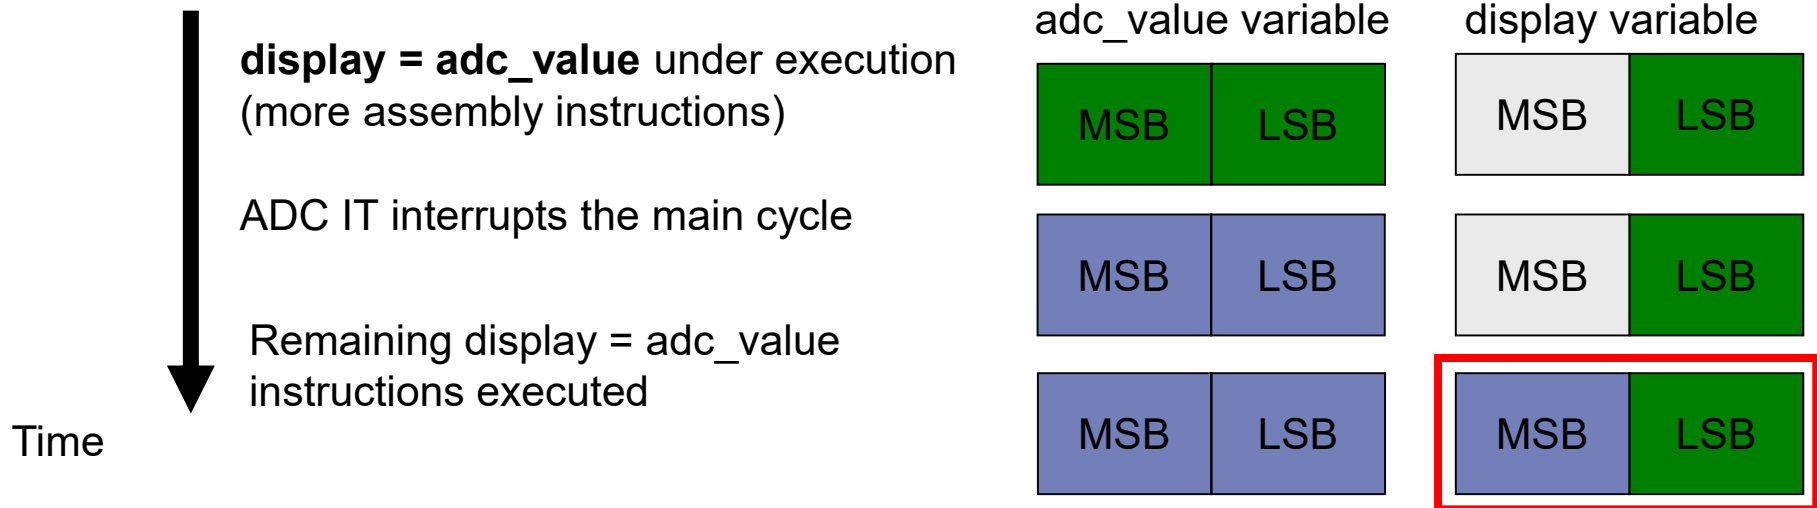 adc_value variable
display variable
display = adc_value under execution
(more assembly instructions)
MSB
LSB
MSB
LSB
ADC IT interrupts the main cycle
MSB
LSB
MSB
LSB
Remaining display = adc_value
instructions executed
MSB
LSB
MSB
LSB
Time